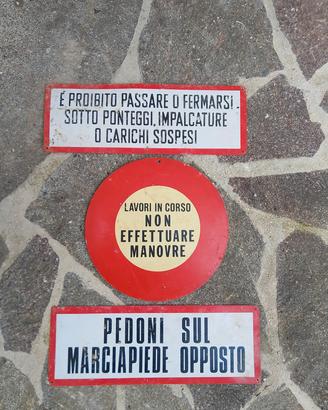 È PROIBITO PASSARE O FERMARSI
SOTTO PONTEGGI, IMPALCATURE
O CARICHI SOSPESI
LAVORI IN CORSO
NON
EFFETTUARE
MANOVRE
PEDONI SUL
MARCIAPIEDE OPPOSTO